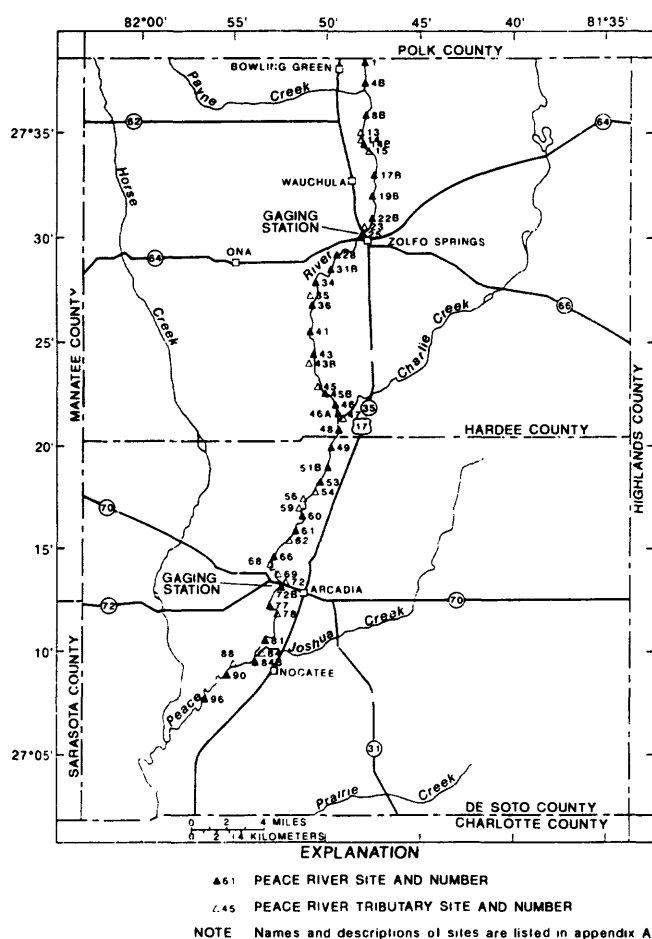 82°00' 55' 50' 45' 40' 81°35'
POLK COUNTY
BOWLING GREEN
1
4B
Payne Creek
8B
27°35'
62
13
15
64
17B
WAUCHULA
19B
22B
GAGING STATION
23
25
30'
ZOLFO SPRINGS
ONA
28
River
31B
64
34
35
36
66
Horse Creek
MANATEE COUNTY
41
Charlie Creek
25'
43
43B
45
45B
46
46A
47
35
48
17
HARDEE COUNTY
HIGHLANDS COUNTY
20'
49
51B
53
54
56
59
60
70
61
62
15'
66
68
69
GAGING STATION
72
72B
ARCADIA
72
77
70
78
81
Joshua Creek
10'
88
84
84B
90
NOCATEE
Peace
96
SARASOTA COUNTY
27°05'
31
Prairie Creek
DE SOTO COUNTY
CHARLOTTE COUNTY
0 2 4 MILES
0 2 4 KILOMETERS
EXPLANATION
▲61 PEACE RIVER SITE AND NUMBER
△45 PEACE RIVER TRIBUTARY SITE AND NUMBER
NOTE Names and descriptions of sites are listed in appendix A